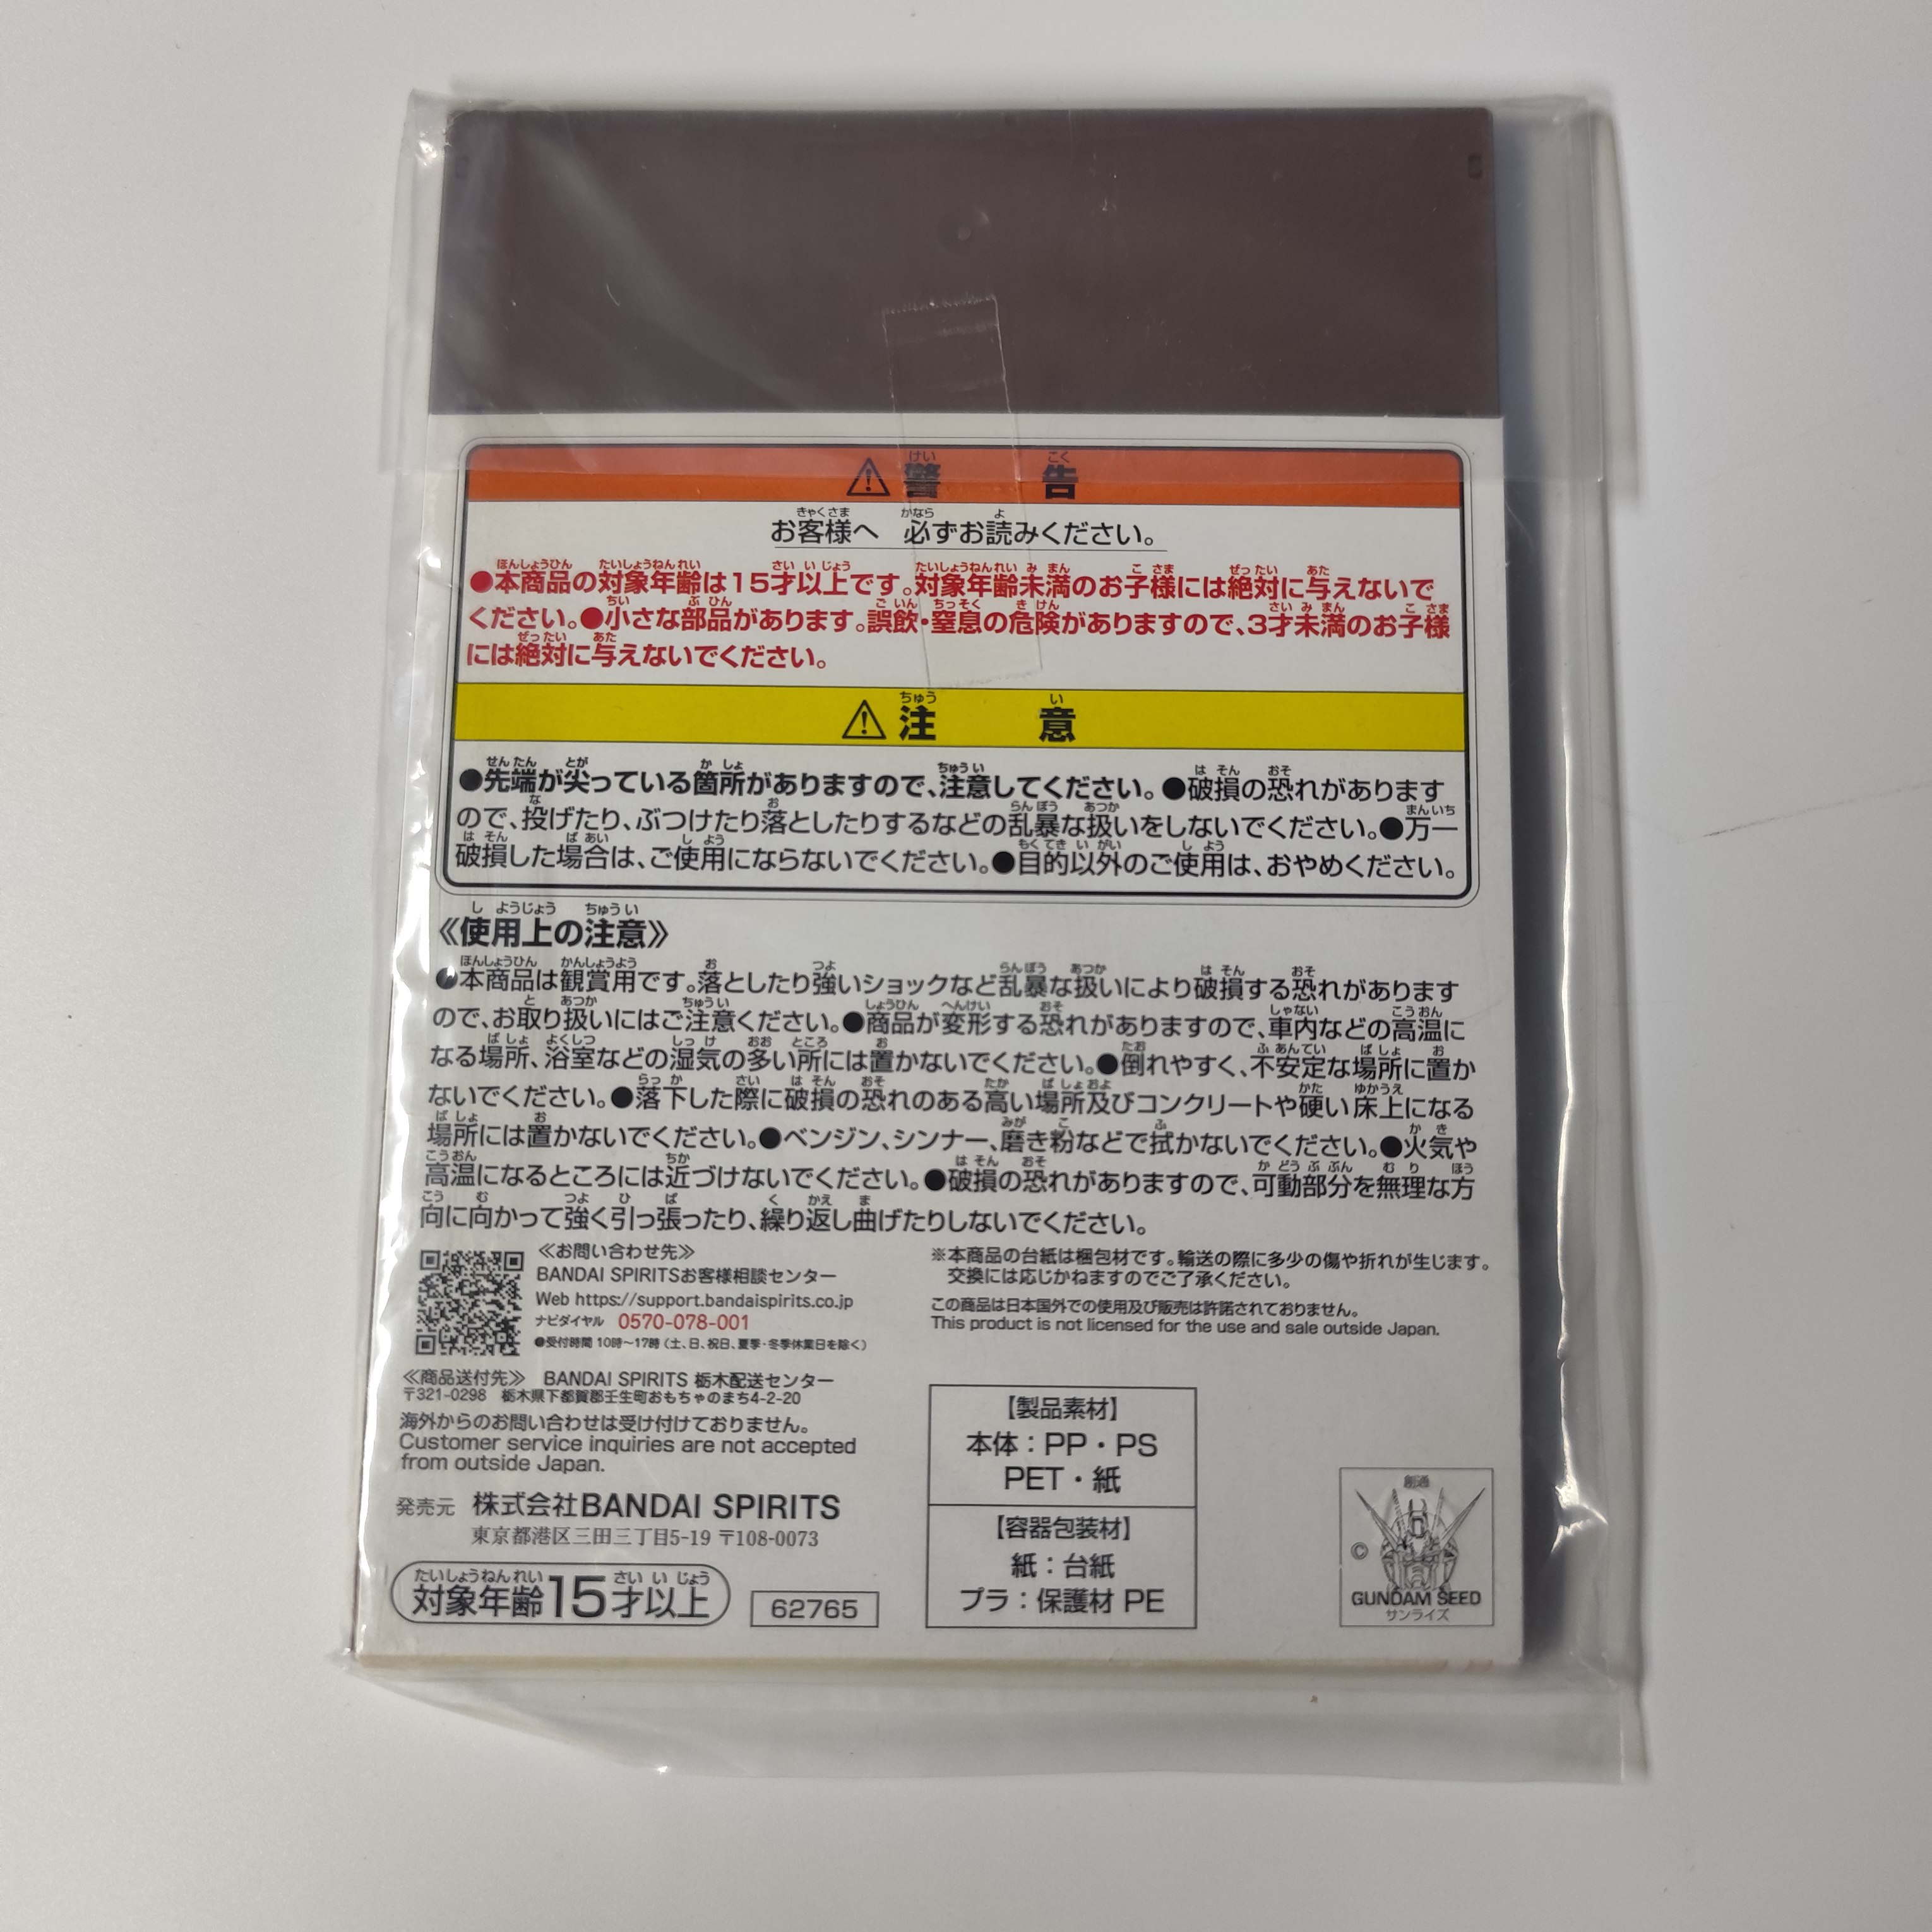 ⚠警告
お客様へ 必ずお読みください。
●本商品の対象年齢は15才以上です。対象年齢未満のお子様には絶対に与えないで
ください。●小さな部品があります。誤飲・窒息の危険がありますので、3才未満のお子様
には絶対に与えないでください。
⚠注意
●先端が尖っている箇所がありますので、注意してください。●破損の恐れがあります
ので、投げたり、ぶつけたり落としたりするなどの乱暴な扱いをしないでください。●万一
破損した場合は、ご使用にならないでください。●目的以外のご使用は、おやめください。
《使用上の注意》
●本商品は観賞用です。落としたり強いショックなど乱暴な扱いにより破損する恐れがあります
ので、お取り扱いにはご注意ください。●商品が変形する恐れがありますので、車内などの高温に
なる場所、浴室などの湿気の多い所には置かないでください。●倒れやすく、不安定な場所に置か
ないでください。●落下した際に破損の恐れのある高い場所及びコンクリートや硬い床上になる
場所には置かないでください。●ベンジン、シンナー、磨き粉などで拭かないでください。●火気や
高温になるところには近づけないでください。●破損の恐れがありますので、可動部分を無理な方
向に向かって強く引っ張ったり、繰り返し曲げたりしないでください。
≪お問い合わせ先≫
BANDAI SPIRITSお客様相談センター
Web https://support.bandaispirits.co.jp
ナビダイヤル 0570-078-001
●受付時間 10時～17時(土、日、祝日、夏季・冬季休業日を除く)
≪商品送付先≫ BANDAI SPIRITS 栃木配送センター
〒321-0298 栃木県下都賀郡壬生町おもちゃのまち4-2-20
海外からのお問い合わせは受け付けておりません。
Customer service inquiries are not accepted
from outside Japan.
発売元 株式会社BANDAI SPIRITS
東京都港区三田三丁目5-19 〒108-0073
対象年齢15才以上
62765
※本商品の台紙は梱包材です。輸送の際に多少の傷や折れが生じます。
交換には応じかねますのでご了承ください。
この商品は日本国外での使用及び販売は許諾されておりません。
This product is not licensed for the use and sale outside Japan.
【製品素材】
本体：PP・PS
PET・紙
【容器包装材】
紙：台紙
プラ：保護材 PE
創通
©
GUNDAM SEED
サンライズ